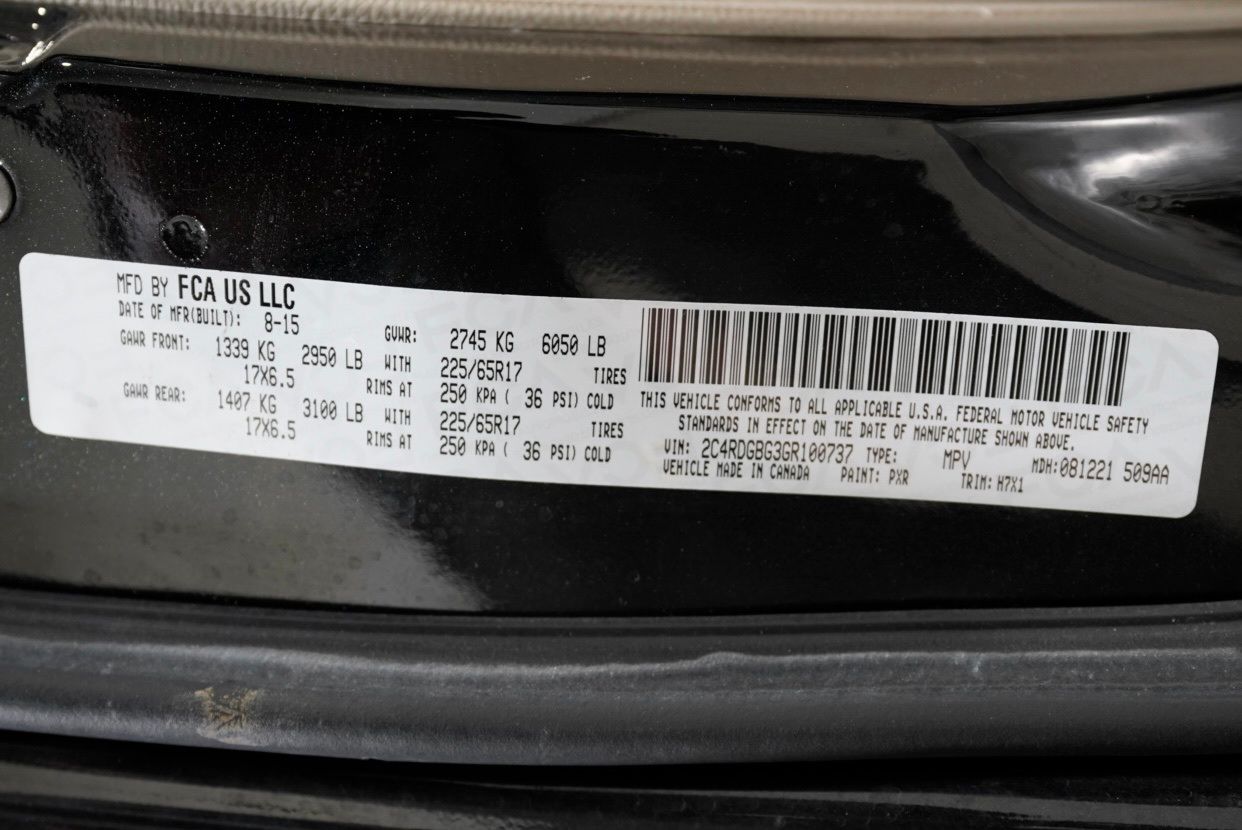 MFD BY FCA US LLC
DATE OF MFR(BUILT): 8-15
GVWR: 2745 KG 6050 LB
GAWR FRONT: 1339 KG 2950 LB WITH 225/65R17 TIRES
17X6.5 RIMS AT 250 KPA ( 36 PSI) COLD
GAWR REAR: 1407 KG 3100 LB WITH 225/65R17 TIRES
17X6.5 RIMS AT 250 KPA ( 36 PSI) COLD
THIS VEHICLE CONFORMS TO ALL APPLICABLE U.S.A. FEDERAL MOTOR VEHICLE SAFETY
STANDARDS IN EFFECT ON THE DATE OF MANUFACTURE SHOWN ABOVE.
VIN: 2C4RDGBG3GR100737 TYPE: MPV MDH:081221 509AA
VEHICLE MADE IN CANADA PAINT: PXR TRIM: H7X1